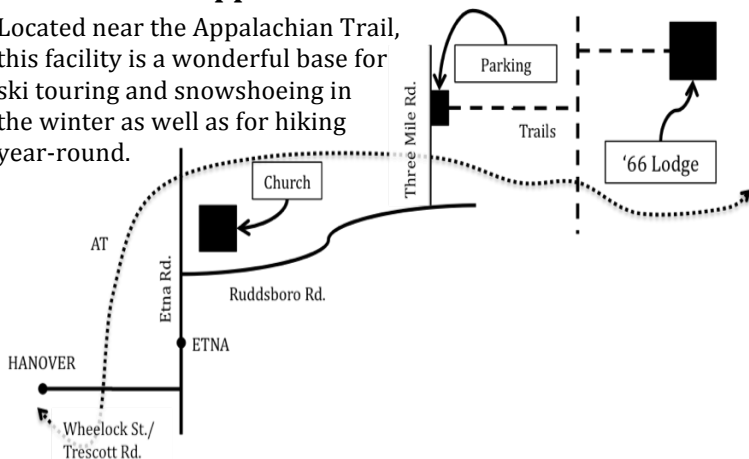 Located near the Appalachian Trail,
this facility is a wonderful base for
ski touring and snowshoeing in
the winter as well as for hiking
year-round.
Parking
Three Mile Rd.
Trails
'66 Lodge
Church
AT
Etna Rd.
Ruddsboro Rd.
ETNA
HANOVER
Wheelock St./
Trescott Rd.